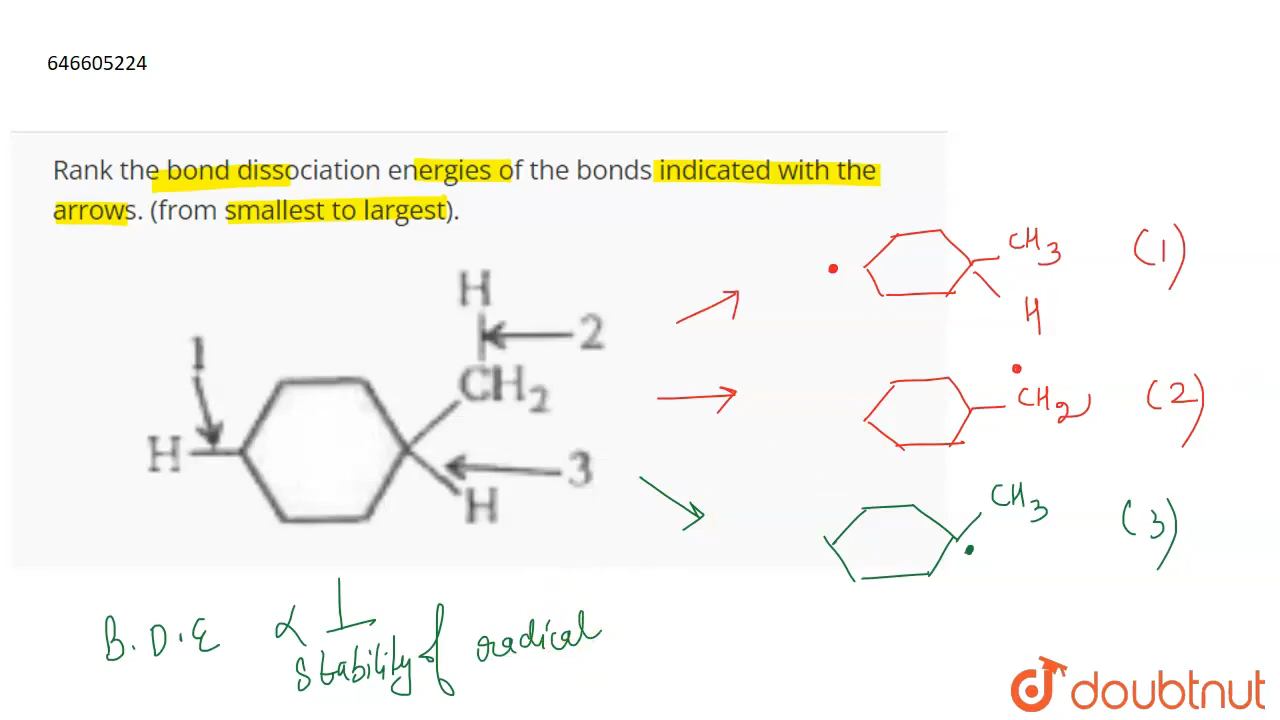 646605224
Rank the bond dissociation energies of the bonds indicated with the
arrows. (from smallest to largest).
H
2
1
CH2
H
3
H
CH3 (1)
H
CH2 (2)
CH3 (3)
B.D.E ∝ 1
stability of radical
doubtnut